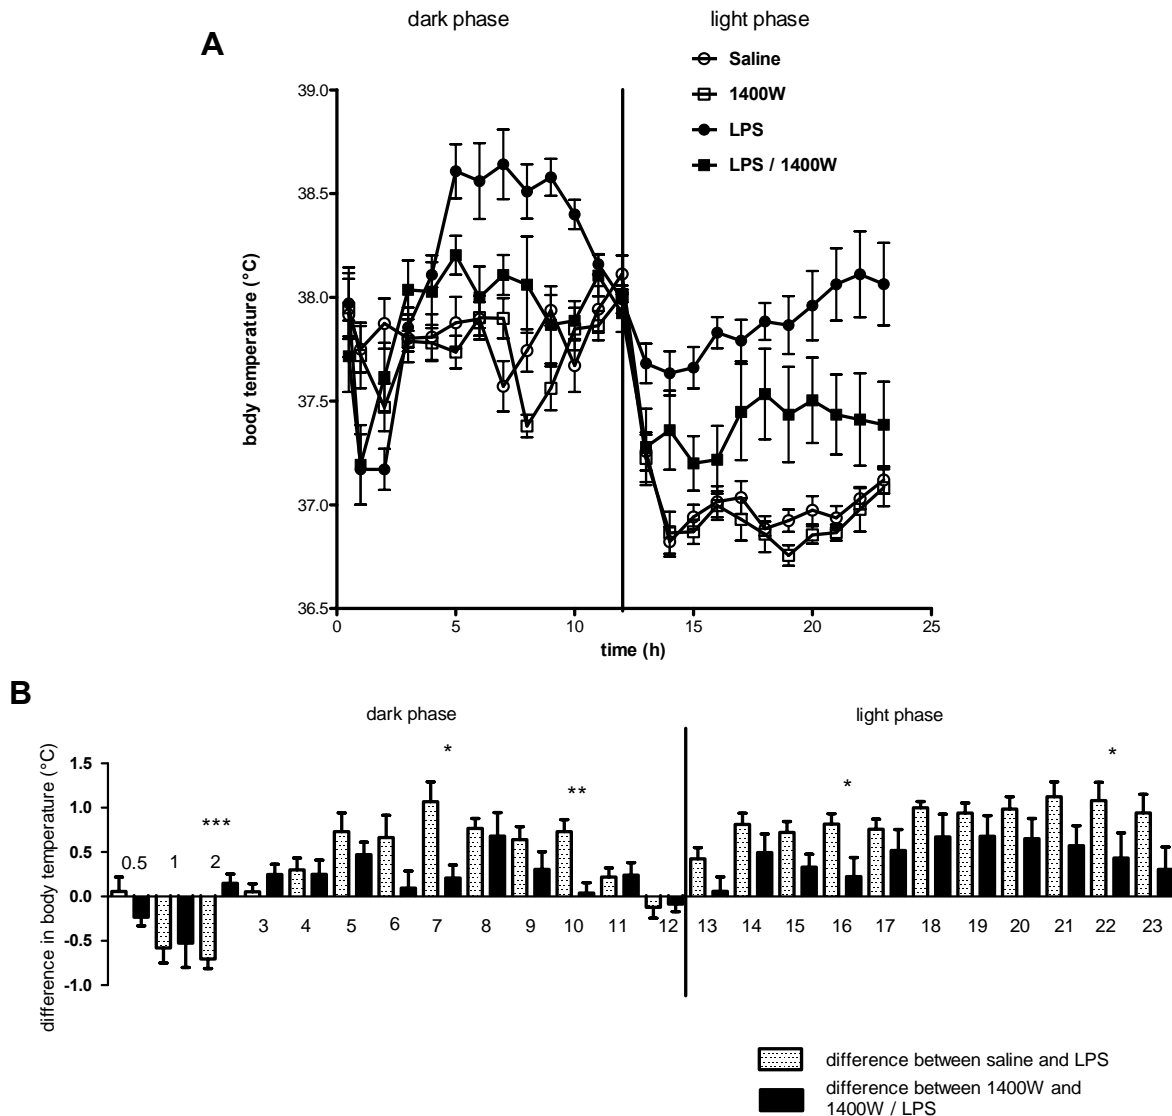 dark phase light phase
A
Saline
1400W
LPS
LPS / 1400W
39.0
38.5
38.0
37.5
37.0
36.5
body temperature (°C)
0 5 10 15 20 25
time (h)
B
dark phase light phase
difference in body temperature (°C)
1.5
1.0
0.5
0.0
-0.5
-1.0
* ** * *
***
0.5 1 2
3 4 5 6 7 8 9 10 11 12 13 14 15 16 17 18 19 20 21 22 23
difference between saline and LPS
difference between 1400W and
1400W / LPS